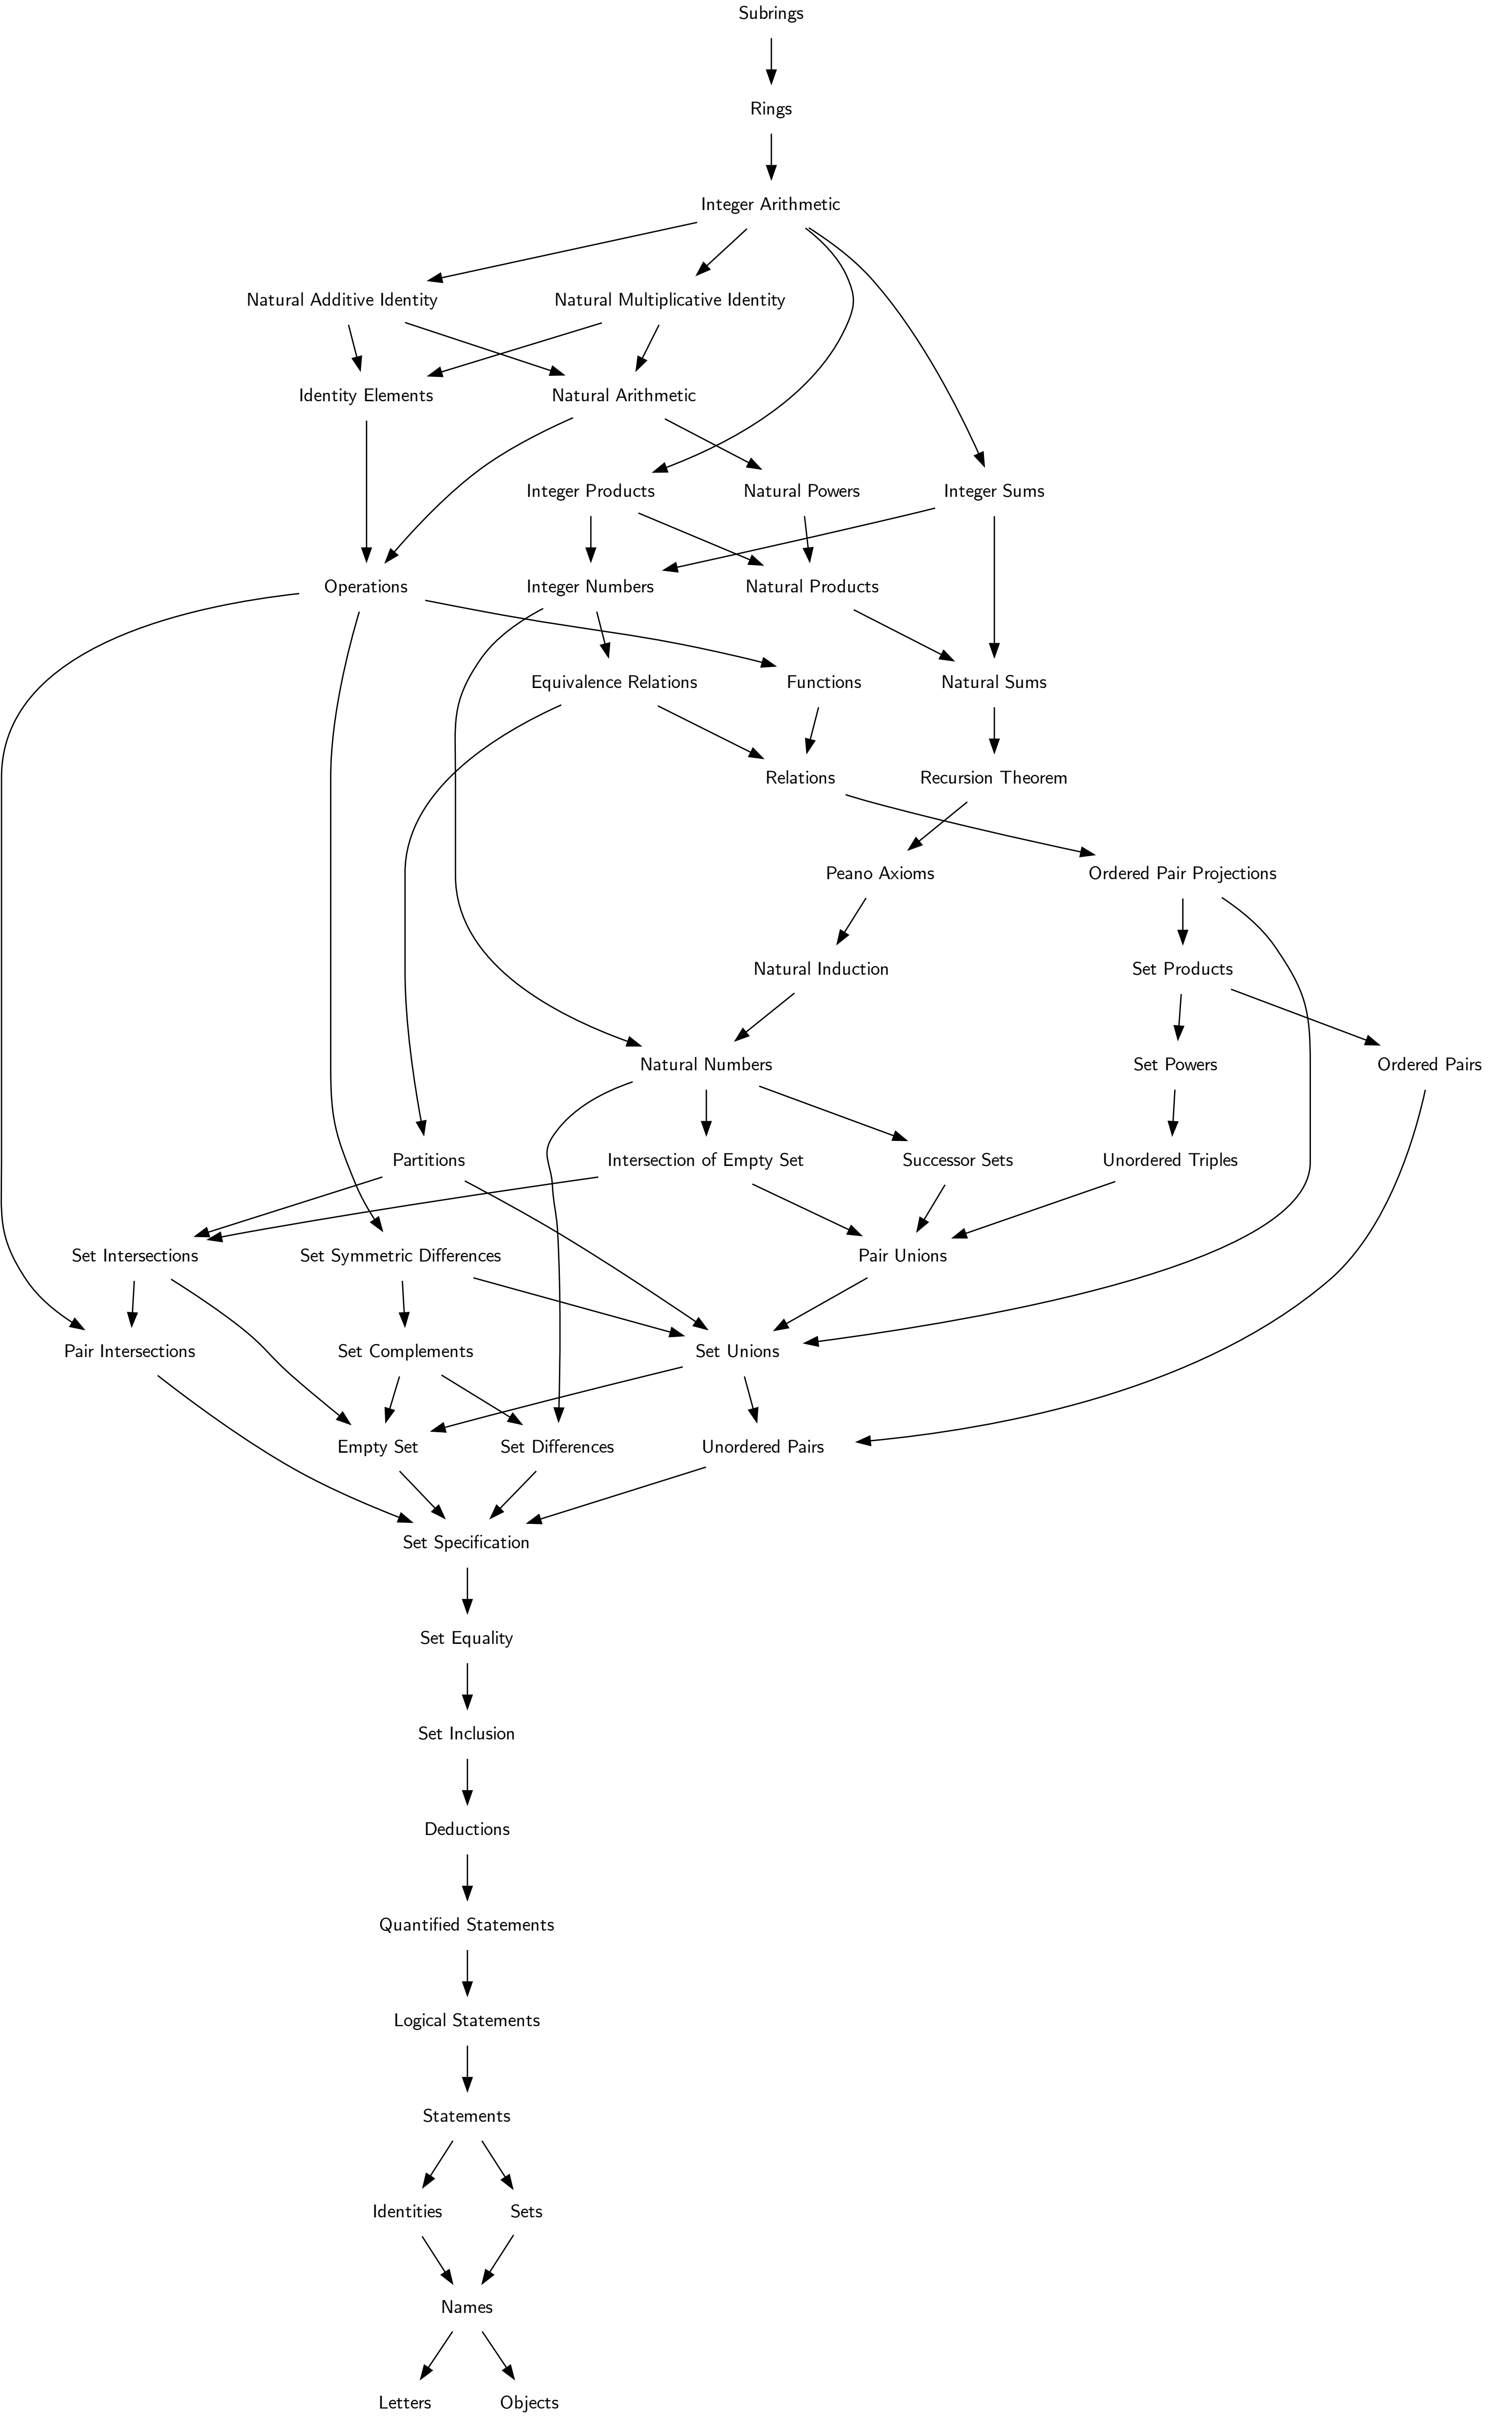 Subrings
Rings
Integer Arithmetic
Natural Additive Identity
Natural Multiplicative Identity
Identity Elements
Natural Arithmetic
Integer Products
Natural Powers
Integer Sums
Operations
Integer Numbers
Natural Products
Equivalence Relations
Functions
Natural Sums
Relations
Recursion Theorem
Peano Axioms
Ordered Pair Projections
Natural Induction
Set Products
Natural Numbers
Set Powers
Ordered Pairs
Partitions
Intersection of Empty Set
Successor Sets
Unordered Triples
Set Intersections
Set Symmetric Differences
Pair Unions
Pair Intersections
Set Complements
Set Unions
Empty Set
Set Differences
Unordered Pairs
Set Specification
Set Equality
Set Inclusion
Deductions
Quantified Statements
Logical Statements
Statements
Identities
Sets
Names
Letters
Objects